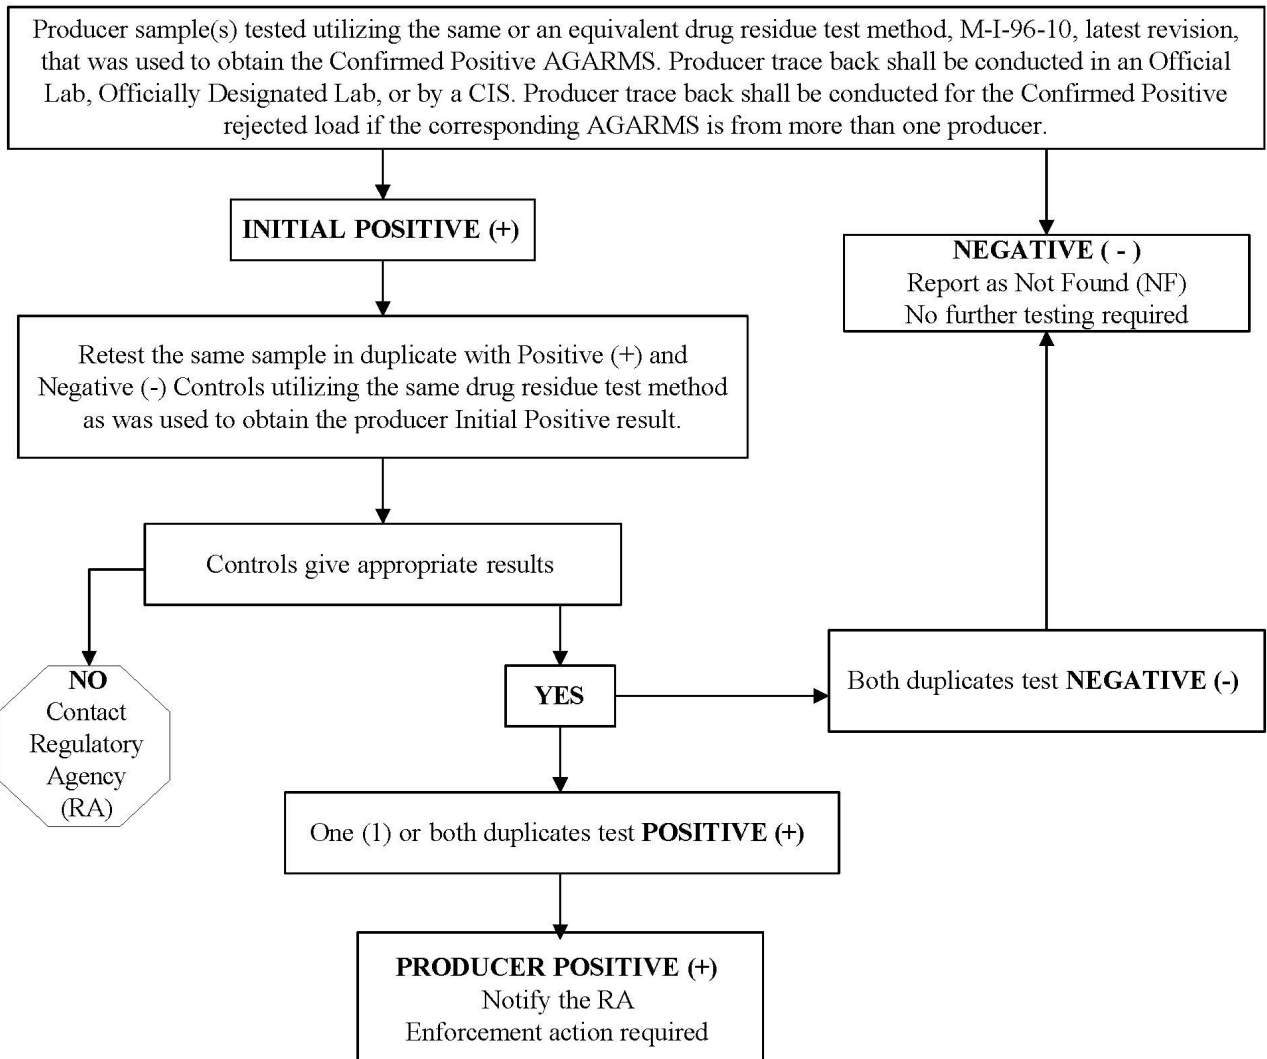 Producer sample(s) tested utilizing the same or an equivalent drug residue test method, M-I-96-10, latest revision,
that was used to obtain the Confirmed Positive AGARMS. Producer trace back shall be conducted in an Official
Lab, Officially Designated Lab, or by a CIS. Producer trace back shall be conducted for the Confirmed Positive
rejected load if the corresponding AGARMS is from more than one producer.
INITIAL POSITIVE (+)
NEGATIVE ( - )
Report as Not Found (NF)
No further testing required
Retest the same sample in duplicate with Positive (+) and
Negative (-) Controls utilizing the same drug residue test method
as was used to obtain the producer Initial Positive result.
Controls give appropriate results
NO
Contact
Regulatory
Agency
(RA)
YES
Both duplicates test NEGATIVE (-)
One (1) or both duplicates test POSITIVE (+)
PRODUCER POSITIVE (+)
Notify the RA
Enforcement action required